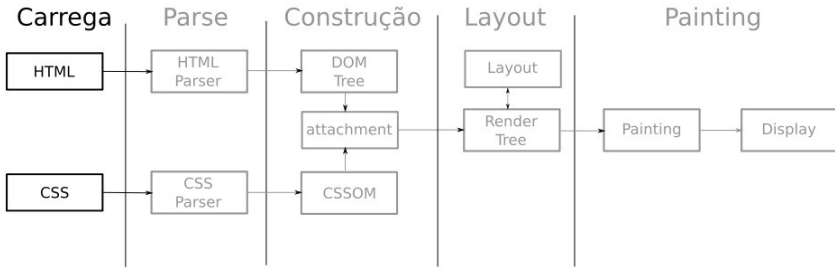 Carrega
Parse
Construção
Layout
Painting
HTML
HTML
Parser
DOM
Tree
Layout
attachment
Render
Tree
Painting
Display
CSS
CSS
Parser
CSSOM